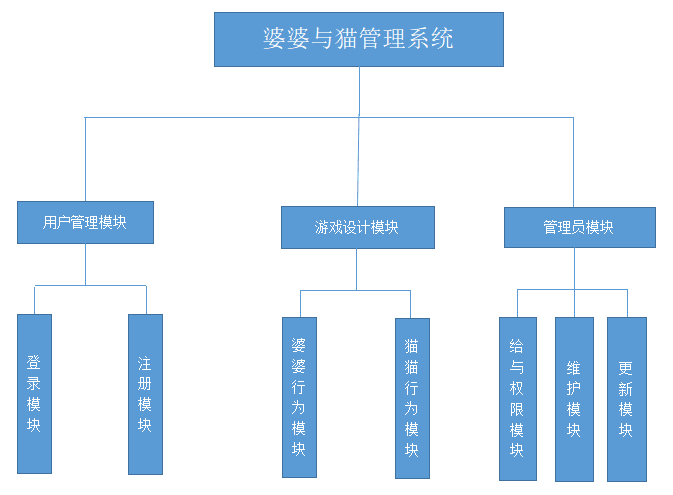 婆婆与猫管理系统
用户管理模块
游戏设计模块
管理员模块
登录模块
注册模块
婆婆行为模块
猫猫行为模块
给与权限模块
维护模块
更新模块